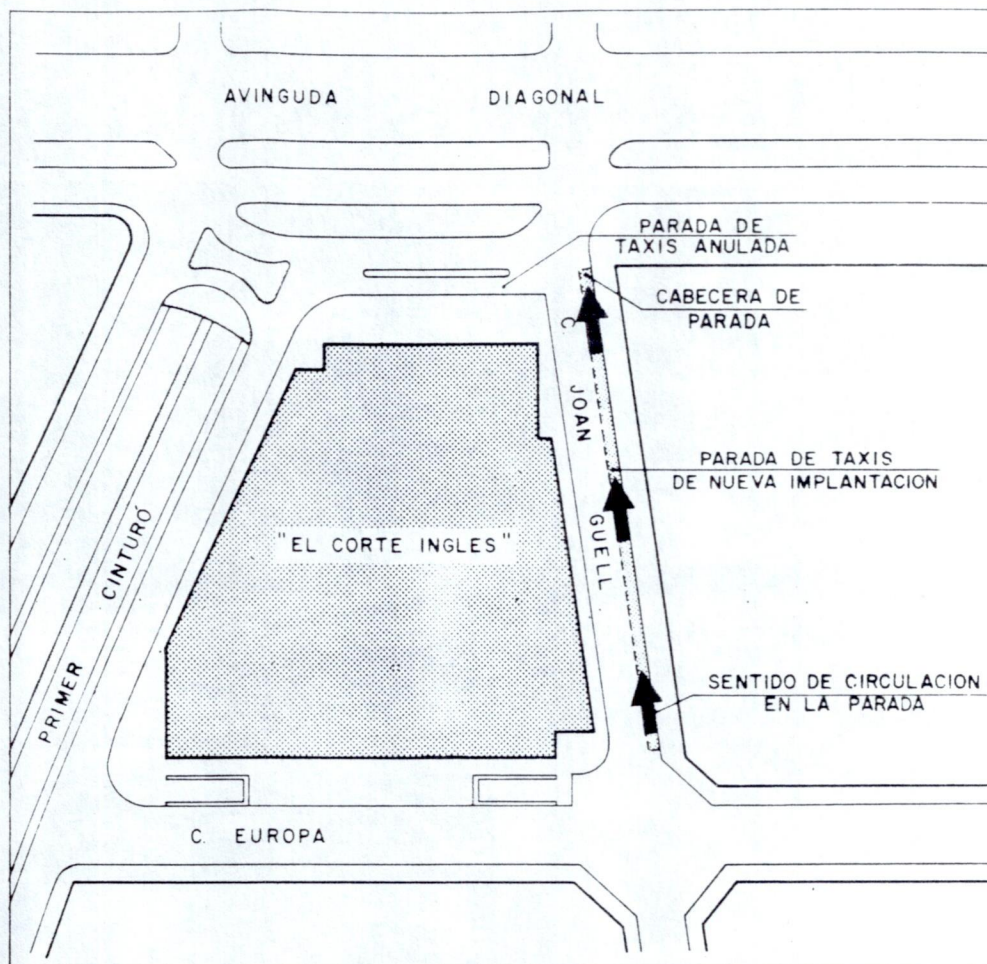 AVINGUDA DIAGONAL
PARADA DE
TAXIS ANULADA
CABECERA DE
PARADA
C. JOAN GUELL
PARADA DE TAXIS
DE NUEVA IMPLANTACION
"EL CORTE INGLES"
PRIMER CINTURÓ
SENTIDO DE CIRCULACION
EN LA PARADA
C. EUROPA